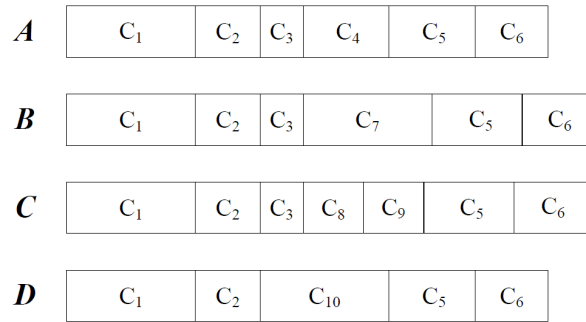 A C₁ C₂ C₃ C₄ C₅ C₆
B C₁ C₂ C₃ C₇ C₅ C₆
C C₁ C₂ C₃ C₈ C₉ C₅ C₆
D C₁ C₂ C₁₀ C₅ C₆